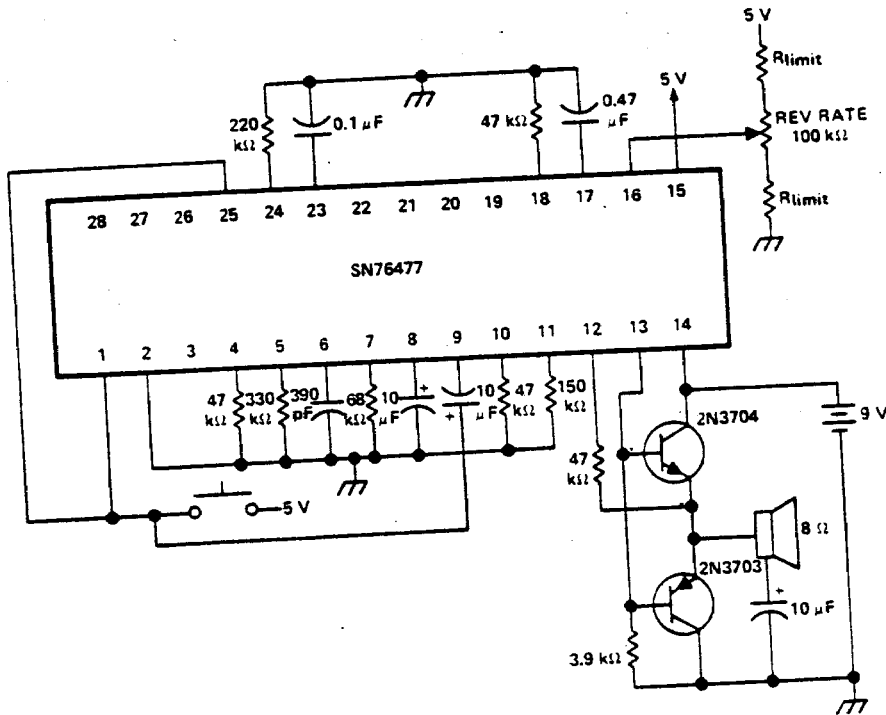 5 V
Rlimit
5 V
REV RATE
100 kΩ
Rlimit
220
kΩ
0.1 μF
47 kΩ
0.47
μF
28 27 26 25 24 23 22 21 20 19 18 17 16 15
SN76477
1 2 3 4 5 6 7 8 9 10 11 12 13 14
47
kΩ
330
kΩ
390
pF
68
kΩ
10
μF
+
+
10
μF
47
kΩ
150
kΩ
5 V
47
kΩ
2N3704
9 V
8 Ω
2N3703
+
10 μF
3.9 kΩ